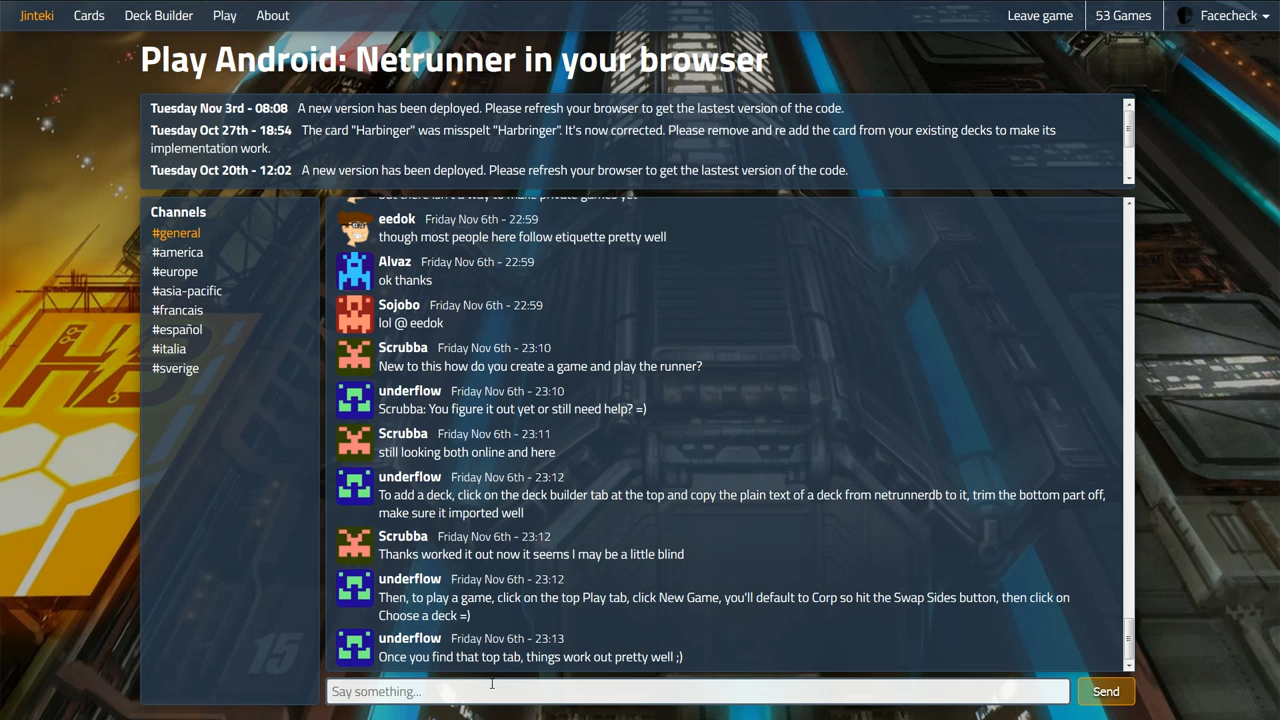 Jinteki Cards Deck Builder Play About Leave game 53 Games Facecheck
Play Android: Netrunner in your browser
Tuesday Nov 3rd - 08:08 A new version has been deployed. Please refresh your browser to get the lastest version of the code.
Tuesday Oct 27th - 18:54 The card "Harbinger" was misspelt "Harbringer". It's now corrected. Please remove and re add the card from your existing decks to make its
implementation work.
Tuesday Oct 20th - 12:02 A new version has been deployed. Please refresh your browser to get the lastest version of the code.
Channels
#general
#america
#europe
#asia-pacific
#francais
#español
#italia
#sverige
but there isn't a way to make private games yet
eedok Friday Nov 6th - 22:59
though most people here follow etiquette pretty well
Alvaz Friday Nov 6th - 22:59
ok thanks
Sojobo Friday Nov 6th - 22:59
lol @ eedok
Scrubba Friday Nov 6th - 23:10
New to this how do you create a game and play the runner?
underflow Friday Nov 6th - 23:10
Scrubba: You figure it out yet or still need help? =)
Scrubba Friday Nov 6th - 23:11
still looking both online and here
underflow Friday Nov 6th - 23:12
To add a deck, click on the deck builder tab at the top and copy the plain text of a deck from netrunnerdb to it, trim the bottom part off,
make sure it imported well
Scrubba Friday Nov 6th - 23:12
Thanks worked it out now it seems I may be a little blind
underflow Friday Nov 6th - 23:12
Then, to play a game, click on the top Play tab, click New Game, you'll default to Corp so hit the Swap Sides button, then click on
Choose a deck =)
underflow Friday Nov 6th - 23:13
Once you find that top tab, things work out pretty well ;)
Say something...
Send
15